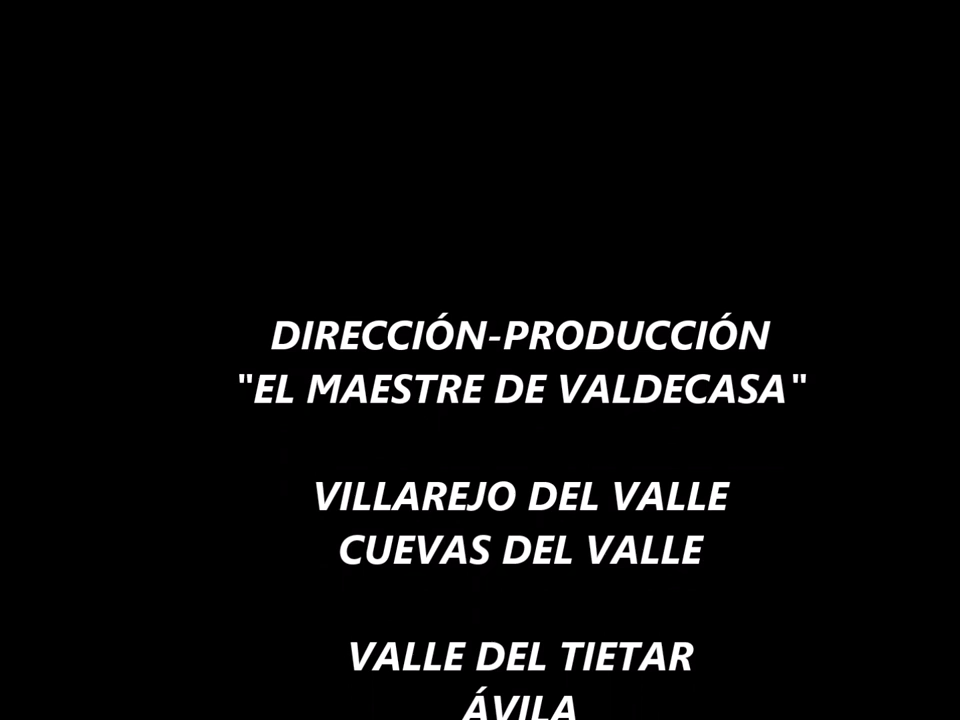 DIRECCIÓN-PRODUCCIÓN
"EL MAESTRE DE VALDECASA"
VILLAREJO DEL VALLE
CUEVAS DEL VALLE
VALLE DEL TIETAR
ÁVILA